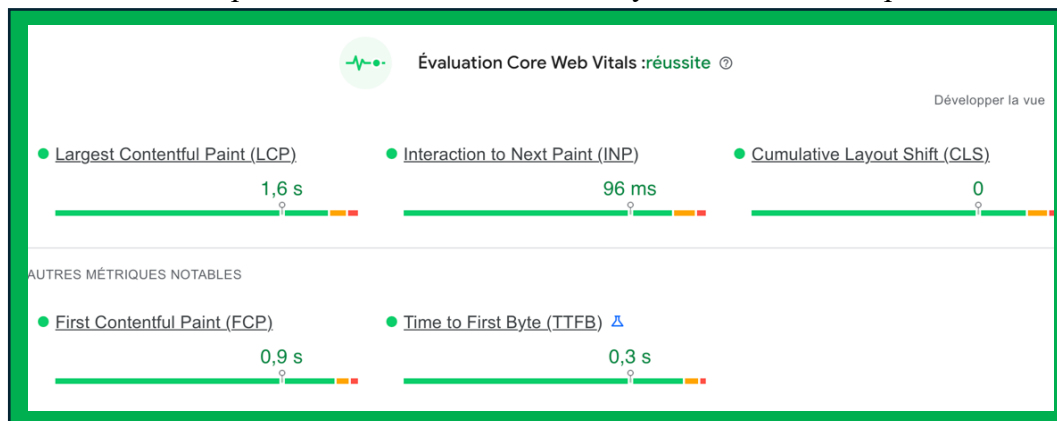 Évaluation Core Web Vitals :réussite
Développer la vue
Largest Contentful Paint (LCP)
Interaction to Next Paint (INP)
Cumulative Layout Shift (CLS)
1,6 s
96 ms
0
AUTRES MÉTRIQUES NOTABLES
First Contentful Paint (FCP)
Time to First Byte (TTFB)
0,9 s
0,3 s